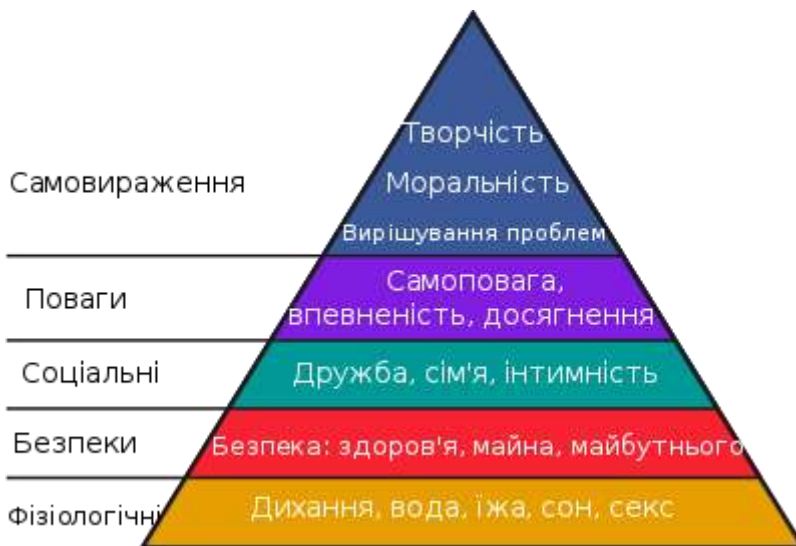 Творчість
Самовираження
Моральність
Вирішування проблем
Поваги
Самоповага,
впевненість, досягнення
Соціальні
Дружба, сім'я, інтимність
Безпеки
Безпека: здоров'я, майна, майбутнього
Фізіологічні
Дихання, вода, їжа, сон, секс